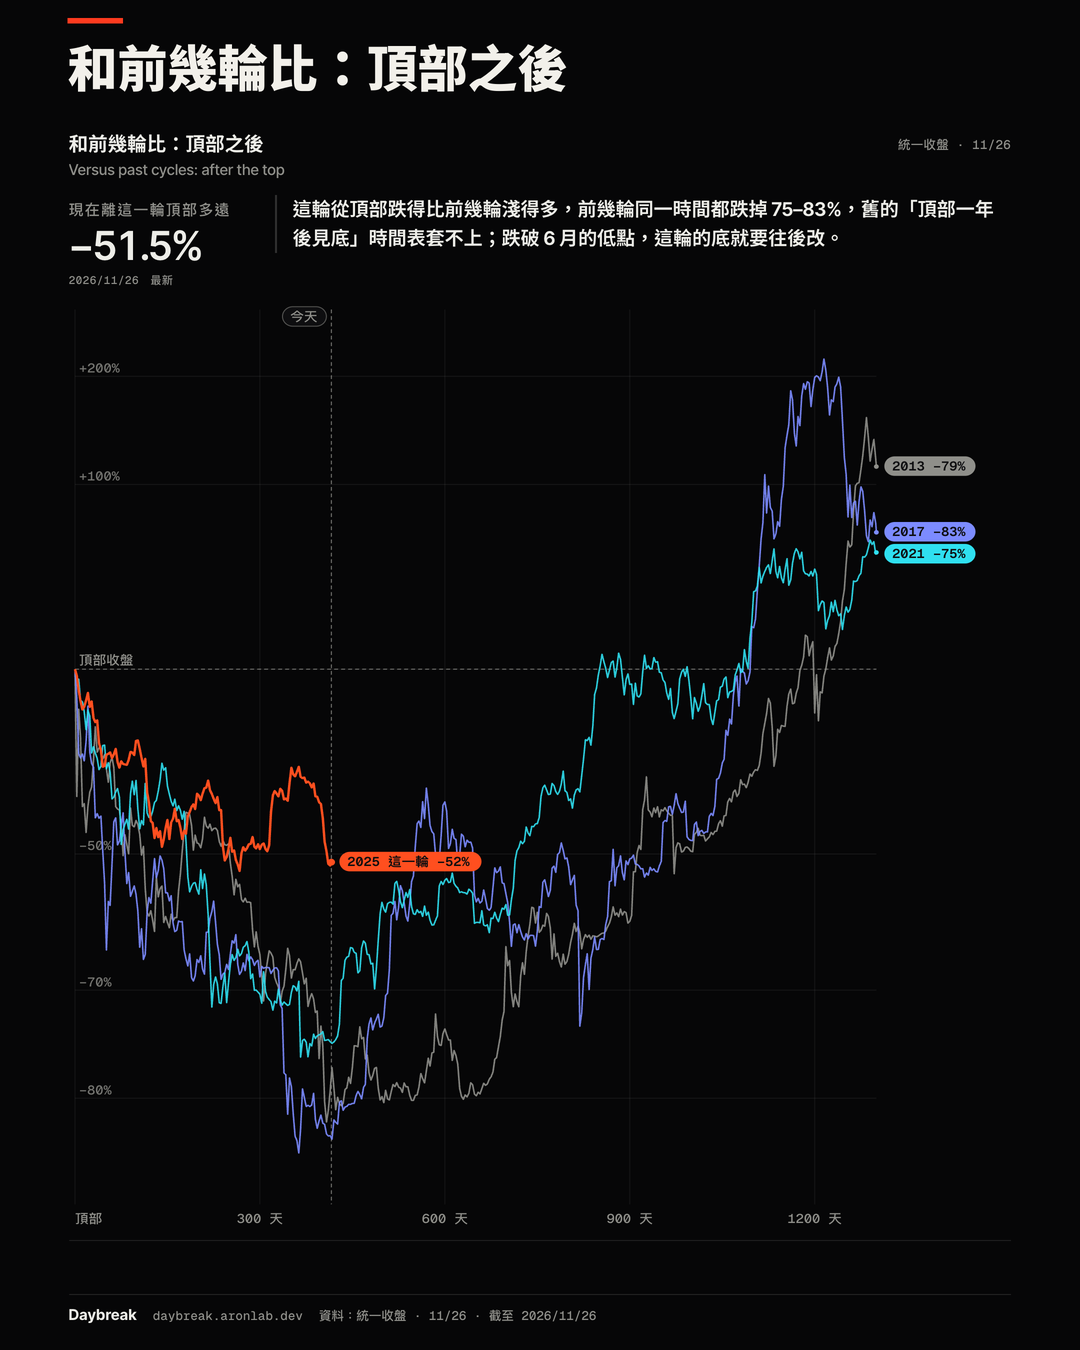 和前幾輪比：頂部之後
和前幾輪比：頂部之後
統一收盤 · 11/26
Versus past cycles: after the top
現在離這一輪頂部多遠
−51.5%
2026/11/26 最新
這輪從頂部跌得比前幾輪淺得多，前幾輪同一時間都跌掉 75–83%，舊的「頂部一年
後見底」時間表套不上；跌破 6 月的低點，這輪的底就要往後改。
今天
+200%
+100%
頂部收盤
−50%
−70%
−80%
2013 −79%
2017 −83%
2021 −75%
2025 這一輪 −52%
頂部
300 天
600 天
900 天
1200 天
Daybreak daybreak.aronlab.dev 資料：統一收盤 · 11/26 · 截至 2026/11/26